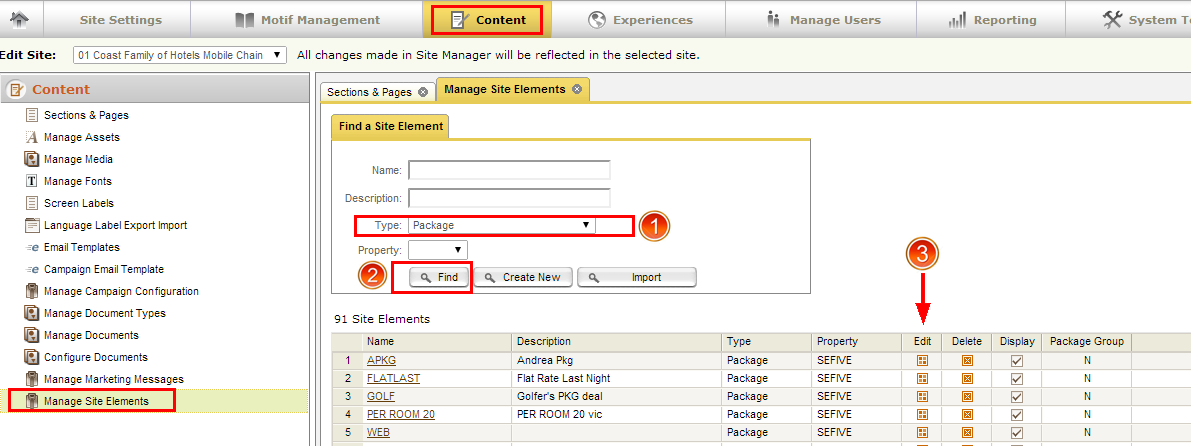 Site Settings Motif Management Content Experiences Manage Users Reporting System T
Edit Site: 01 Coast Family of Hotels Mobile Chain All changes made in Site Manager will be reflected in the selected site.
Content
Sections & Pages
Manage Assets
Manage Media
Manage Fonts
Screen Labels
Language Label Export Import
Email Templates
Campaign Email Template
Manage Campaign Configuration
Manage Document Types
Manage Documents
Configure Documents
Manage Marketing Messages
Manage Site Elements
Sections & Pages Manage Site Elements
Find a Site Element
Name:
Description:
Type: Package 1
Property:
2 Find Create New Import
3
91 Site Elements
Name Description Type Property Edit Delete Display Package Group
1 APKG Andrea Pkg Package SEFIVE N
2 FLATLAST Flat Rate Last Night Package SEFIVE N
3 GOLF Golfer's PKG deal Package SEFIVE N
4 PER ROOM 20 PER ROOM 20 vic Package SEFIVE N
5 WEB Package SEFIVE N